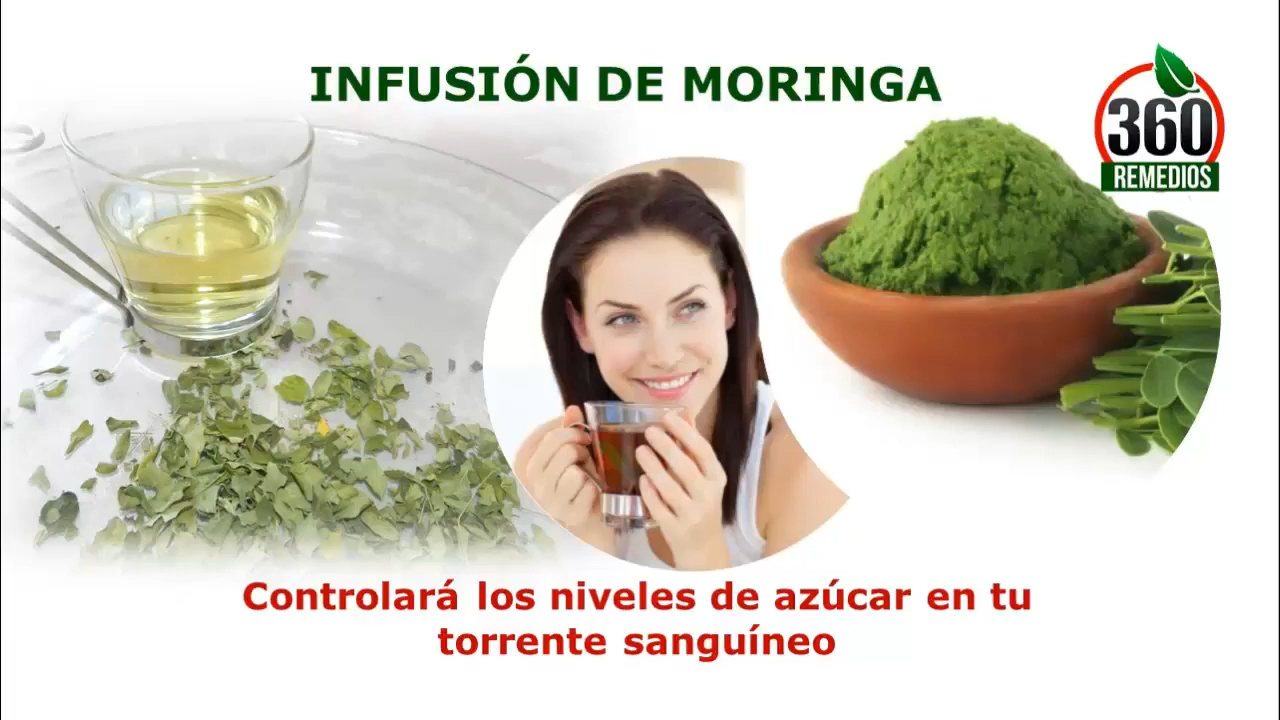 INFUSIÓN DE MORINGA
360
REMEDIOS
Controlará los niveles de azúcar en tu
torrente sanguíneo